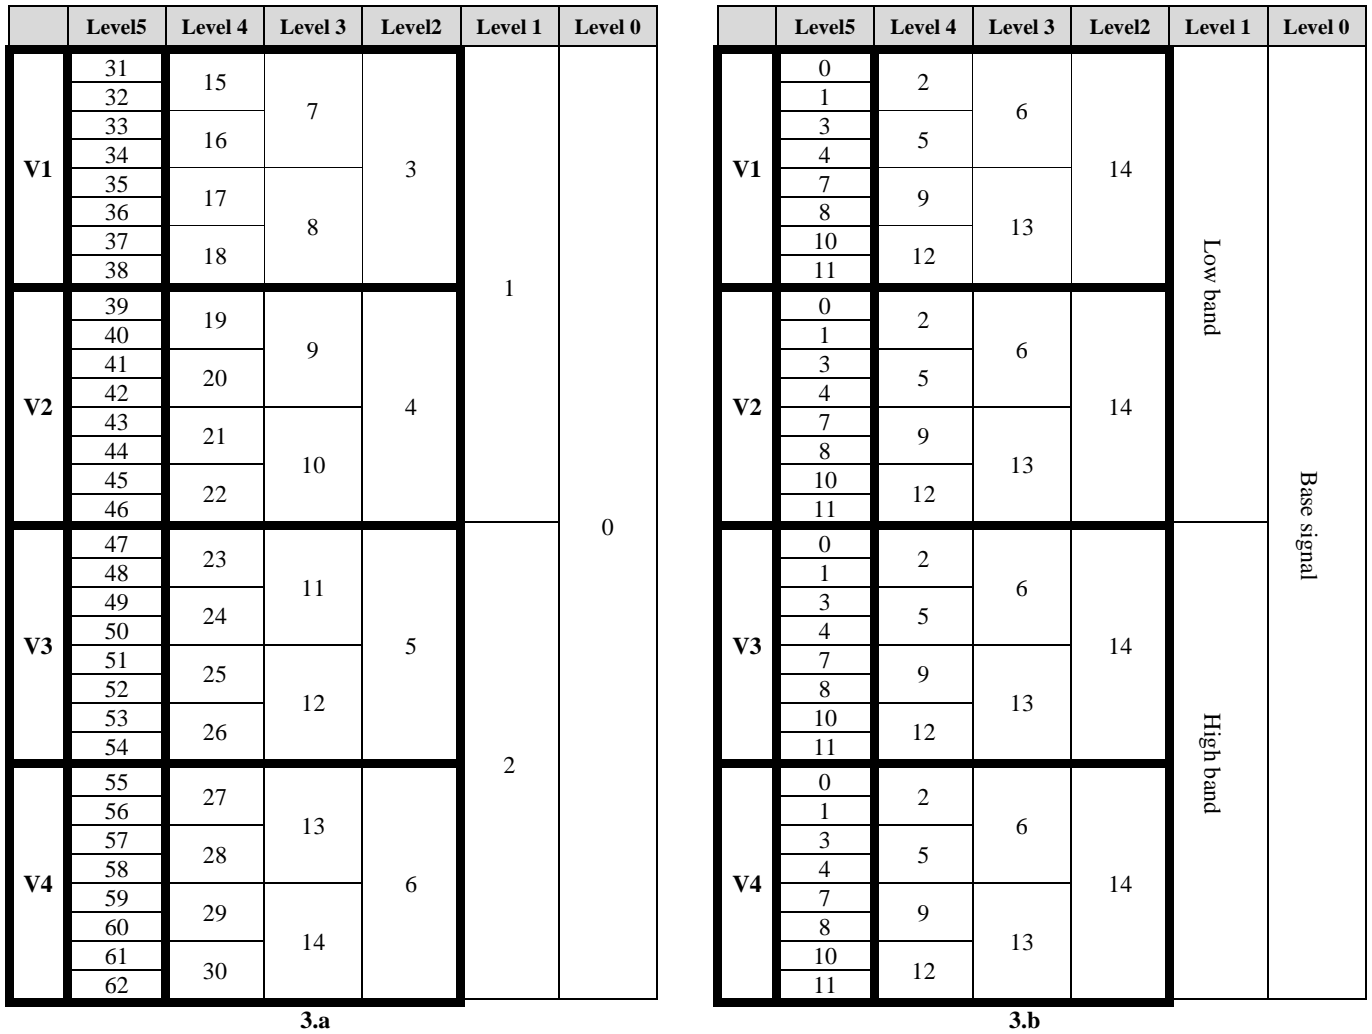 Level5 Level 4 Level 3 Level2 Level 1 Level 0
V1 31 15 7 3 1 0
32
33 16
34
35 17 8
36
37 18
38
V2 39 19 9 4
40
41 20
42
43 21 10
44
45 22
46
V3 47 23 11 5 2
48
49 24
50
51 25 12
52
53 26
54
V4 55 27 13 6
56
57 28
58
59 29 14
60
61 30
62
3.a
Level5 Level 4 Level 3 Level2 Level 1 Level 0
V1 0 2 6 14 Low band Base signal
1
3 5
4
7 9 13
8
10 12
11
V2 0 2 6 14
1
3 5
4
7 9 13
8
10 12
11
V3 0 2 6 14 High band
1
3 5
4
7 9 13
8
10 12
11
V4 0 2 6 14
1
3 5
4
7 9 13
8
10 12
11
3.b